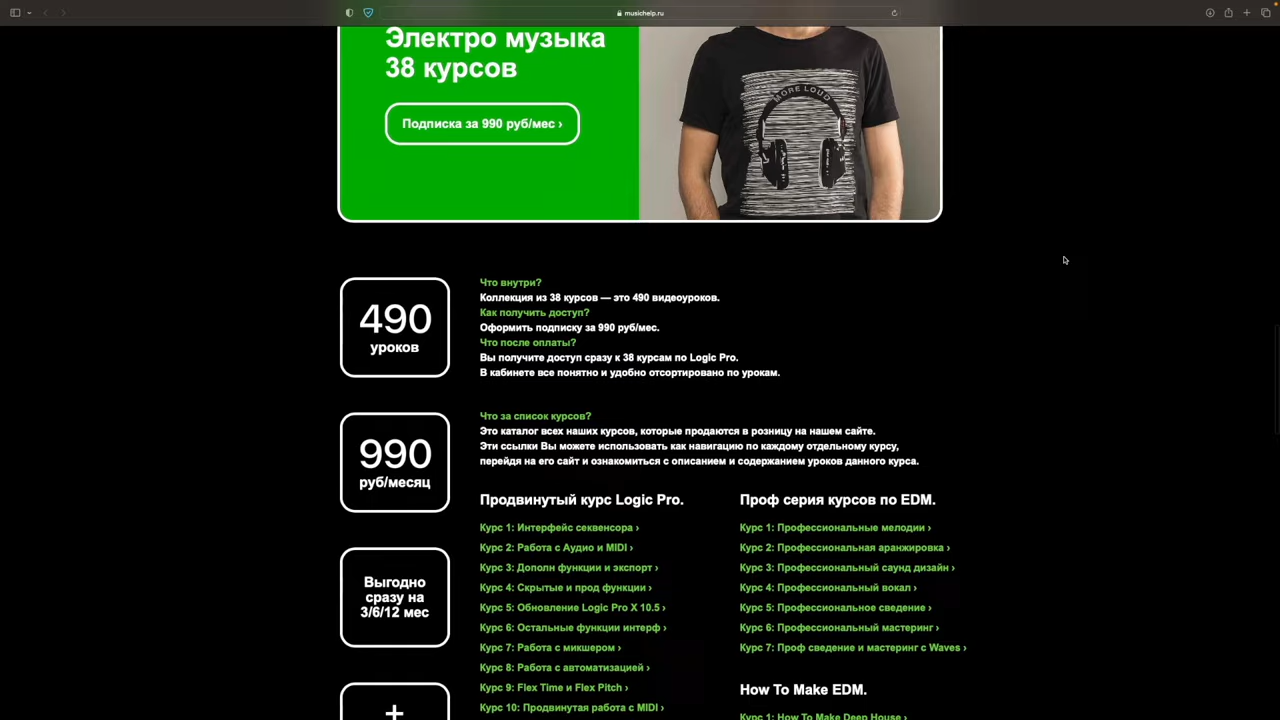 musichelp.ru
Электро музыка
38 курсов
Подписка за 990 руб/мес ›
MORE LOUD
490
уроков
Что внутри?
Коллекция из 38 курсов — это 490 видеоуроков.
Как получить доступ?
Оформить подписку за 990 руб/мес.
Что после оплаты?
Вы получите доступ сразу к 38 курсам по Logic Pro.
В кабинете все понятно и удобно отсортировано по урокам.
990
руб/месяц
Что за список курсов?
Это каталог всех наших курсов, которые продаются в розницу на нашем сайте.
Эти ссылки Вы можете использовать как навигацию по каждому отдельному курсу,
перейдя на его сайт и ознакомиться с описанием и содержанием уроков данного курса.
Выгодно
сразу на
3/6/12 мес
+
Продвинутый курс Logic Pro.
Курс 1: Интерфейс секвенсора ›
Курс 2: Работа с Аудио и MIDI ›
Курс 3: Дополн функции и экспорт ›
Курс 4: Скрытые и прод функции ›
Курс 5: Обновление Logic Pro X 10.5 ›
Курс 6: Остальные функции интерф ›
Курс 7: Работа с микшером ›
Курс 8: Работа с автоматизацией ›
Курс 9: Flex Time и Flex Pitch ›
Курс 10: Продвинутая работа с MIDI ›
Проф серия курсов по EDM.
Курс 1: Профессиональные мелодии ›
Курс 2: Профессиональная аранжировка ›
Курс 3: Профессиональный саунд дизайн ›
Курс 4: Профессиональный вокал ›
Курс 5: Профессиональное сведение ›
Курс 6: Профессиональный мастеринг ›
Курс 7: Проф сведение и мастеринг с Waves ›
How To Make EDM.
Курс 1: How To Make Deep House ›